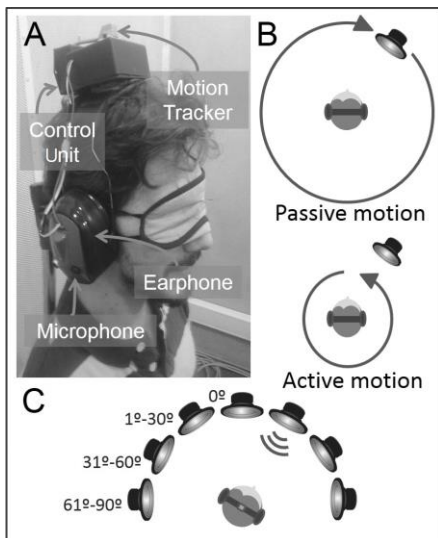 A
Motion
Tracker
Control
Unit
Earphone
Microphone
B
Passive motion
Active motion
C
0º
1º-30º
31º-60º
61º-90º